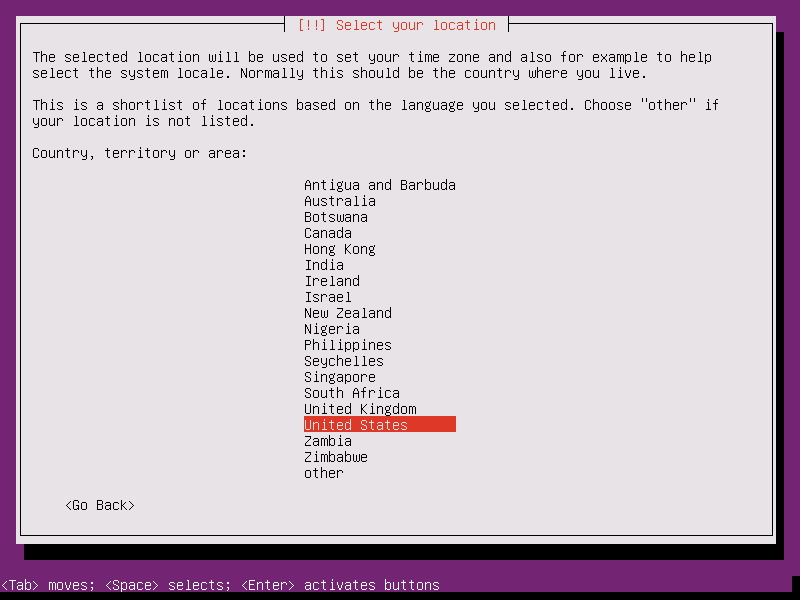 [!!] Select your location
The selected location will be used to set your time zone and also for example to help
select the system locale. Normally this should be the country where you live.
This is a shortlist of locations based on the language you selected. Choose "other" if
your location is not listed.
Country, territory or area:
Antigua and Barbuda
Australia
Botswana
Canada
Hong Kong
India
Ireland
Israel
New Zealand
Nigeria
Philippines
Seychelles
Singapore
South Africa
United Kingdom
United States
Zambia
Zimbabwe
other
<Go Back>
<Tab> moves; <Space> selects; <Enter> activates buttons